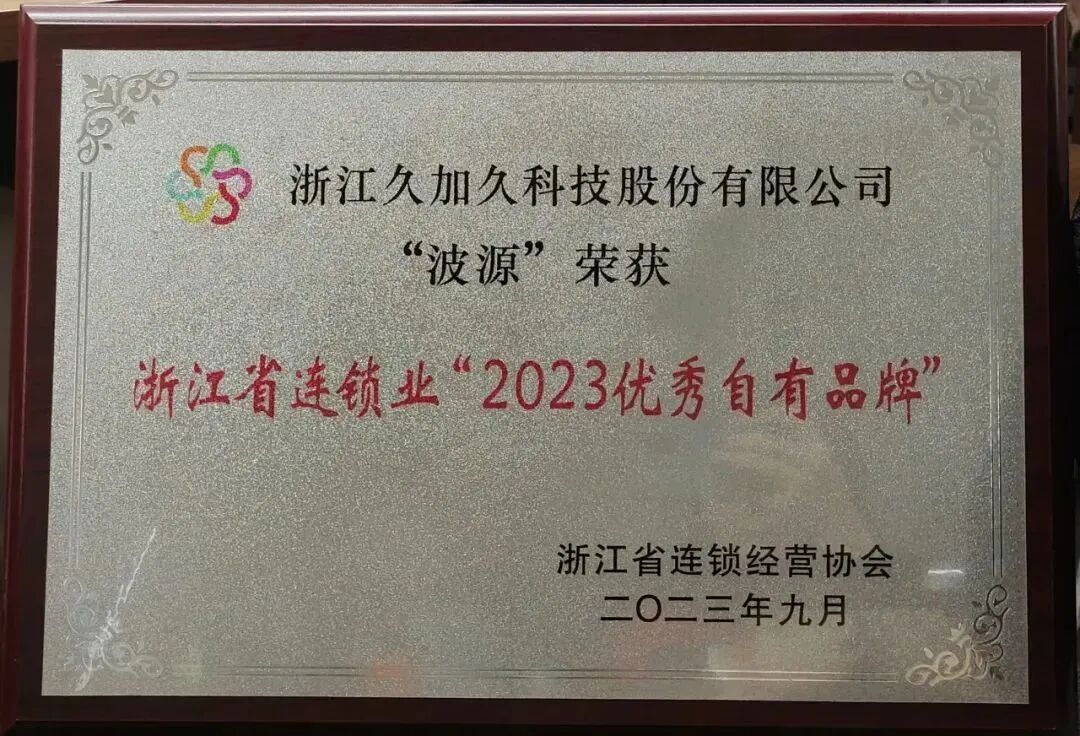 浙江久加久科技股份有限公司
“波源”荣获
浙江省连锁业“2023优秀自有品牌”
浙江省连锁经营协会
二〇二三年九月